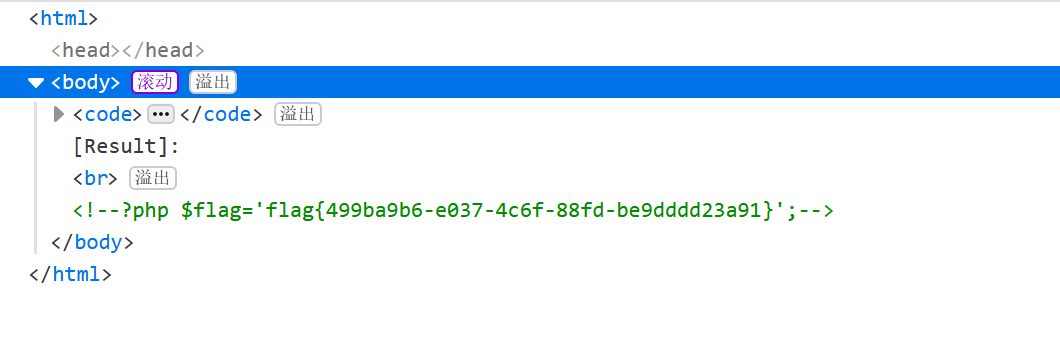 <html>
<head></head>
<body> 滚动 溢出
<code>⋯</code> 溢出
[Result]:
<br> 溢出
<!--?php $flag='flag{499ba9b6-e037-4c6f-88fd-be9dddd23a91}';-->
</body>
</html>